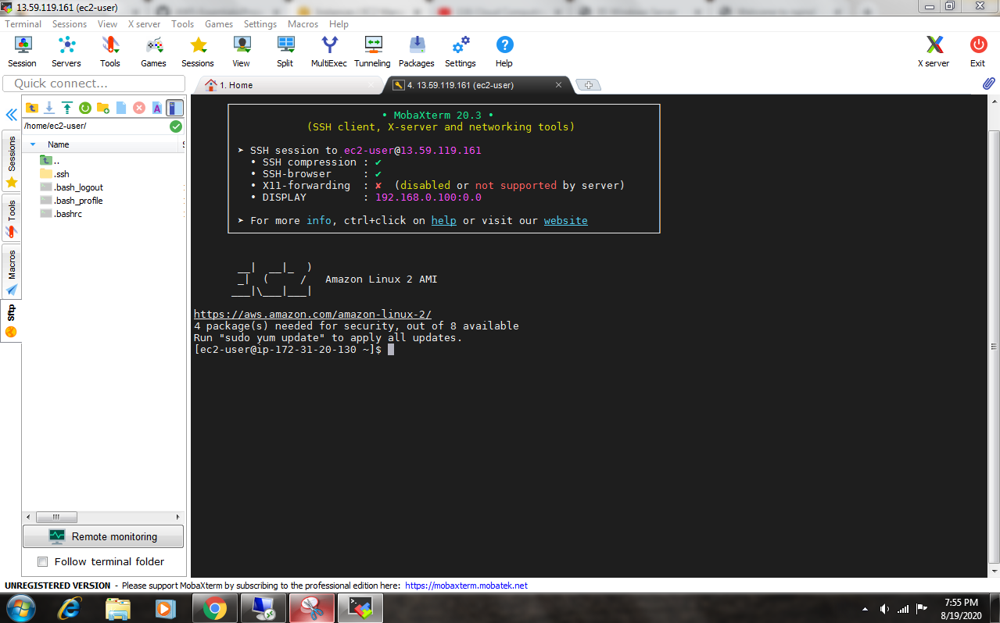 13.59.119.161 (ec2-user)
Terminal Sessions View X server Tools Games Settings Macros Help
Session Servers Tools Games Sessions View Split MultiExec Tunneling Packages Settings Help X server Exit
Quick connect...
1. Home
4. 13.59.119.161 (ec2-user)
/home/ec2-user/
Name
..
.ssh
.bash_logout
.bash_profile
.bashrc
Sessions
Tools
Macros
Sftp
Remote monitoring
Follow terminal folder
• MobaXterm 20.3 •
(SSH client, X-server and networking tools)
➤ SSH session to ec2-user@13.59.119.161
• SSH compression : ✔
• SSH-browser : ✔
• X11-forwarding : ✘ (disabled or not supported by server)
• DISPLAY : 192.168.0.100:0.0
➤ For more info, ctrl+click on help or visit our website
__| __|_ )
_| ( / Amazon Linux 2 AMI
___|\___|___|
https://aws.amazon.com/amazon-linux-2/
4 package(s) needed for security, out of 8 available
Run "sudo yum update" to apply all updates.
[ec2-user@ip-172-31-20-130 ~]$
UNREGISTERED VERSION - Please support MobaXterm by subscribing to the professional edition here: https://mobaxterm.mobatek.net
7:55 PM
8/19/2020